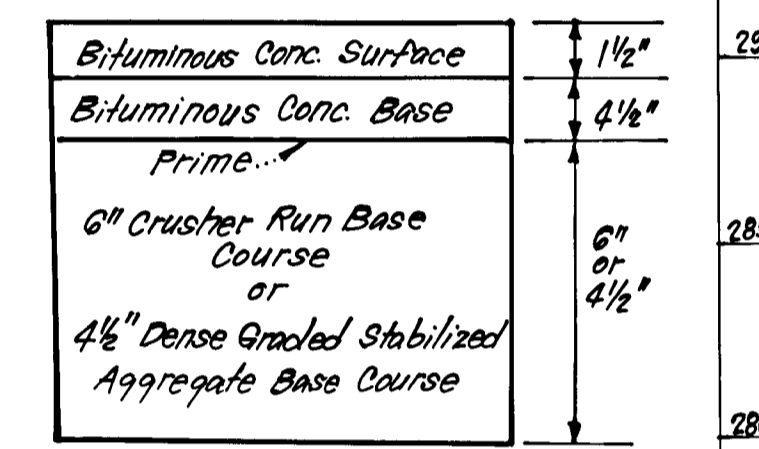 Bituminous Conc. Surface
1½"
Bituminous Conc. Base
4½"
Prime...
6" Crusher Run Base
Course
or
4½" Dense Graded Stabilized
Aggregate Base Course
6"
or
4½"